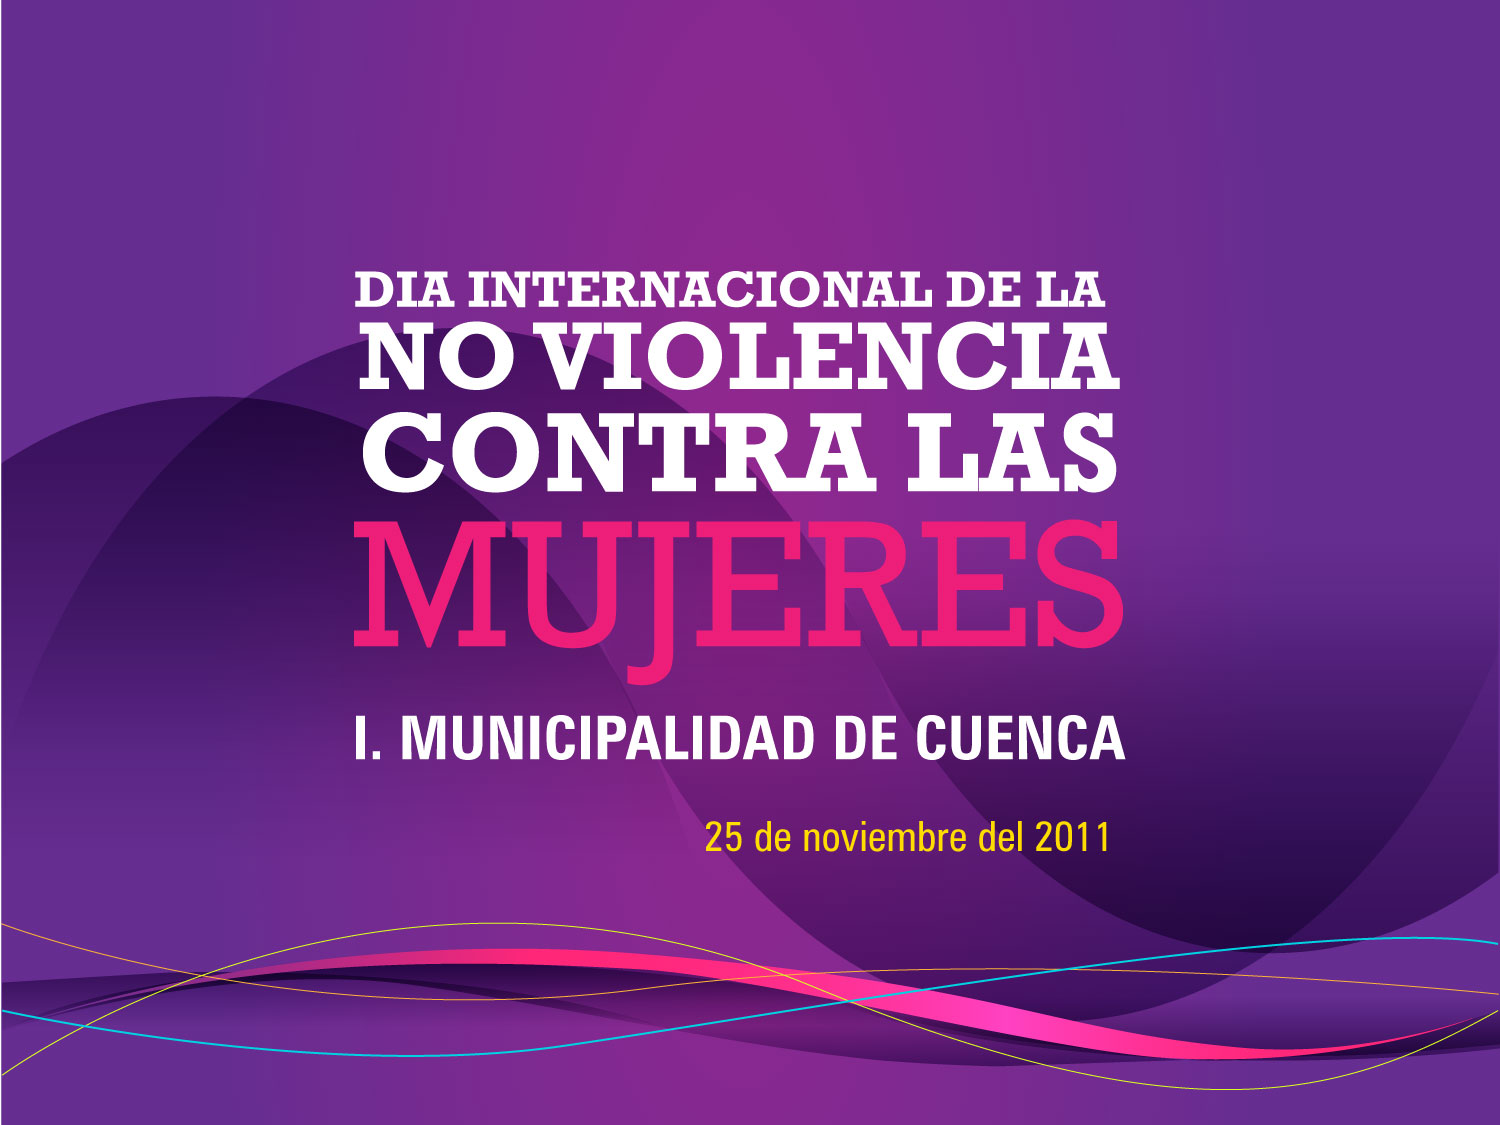 DIA INTERNACIONAL DE LA
NO VIOLENCIA
CONTRA LAS
MUJERES
I. MUNICIPALIDAD DE CUENCA
25 de noviembre del 2011